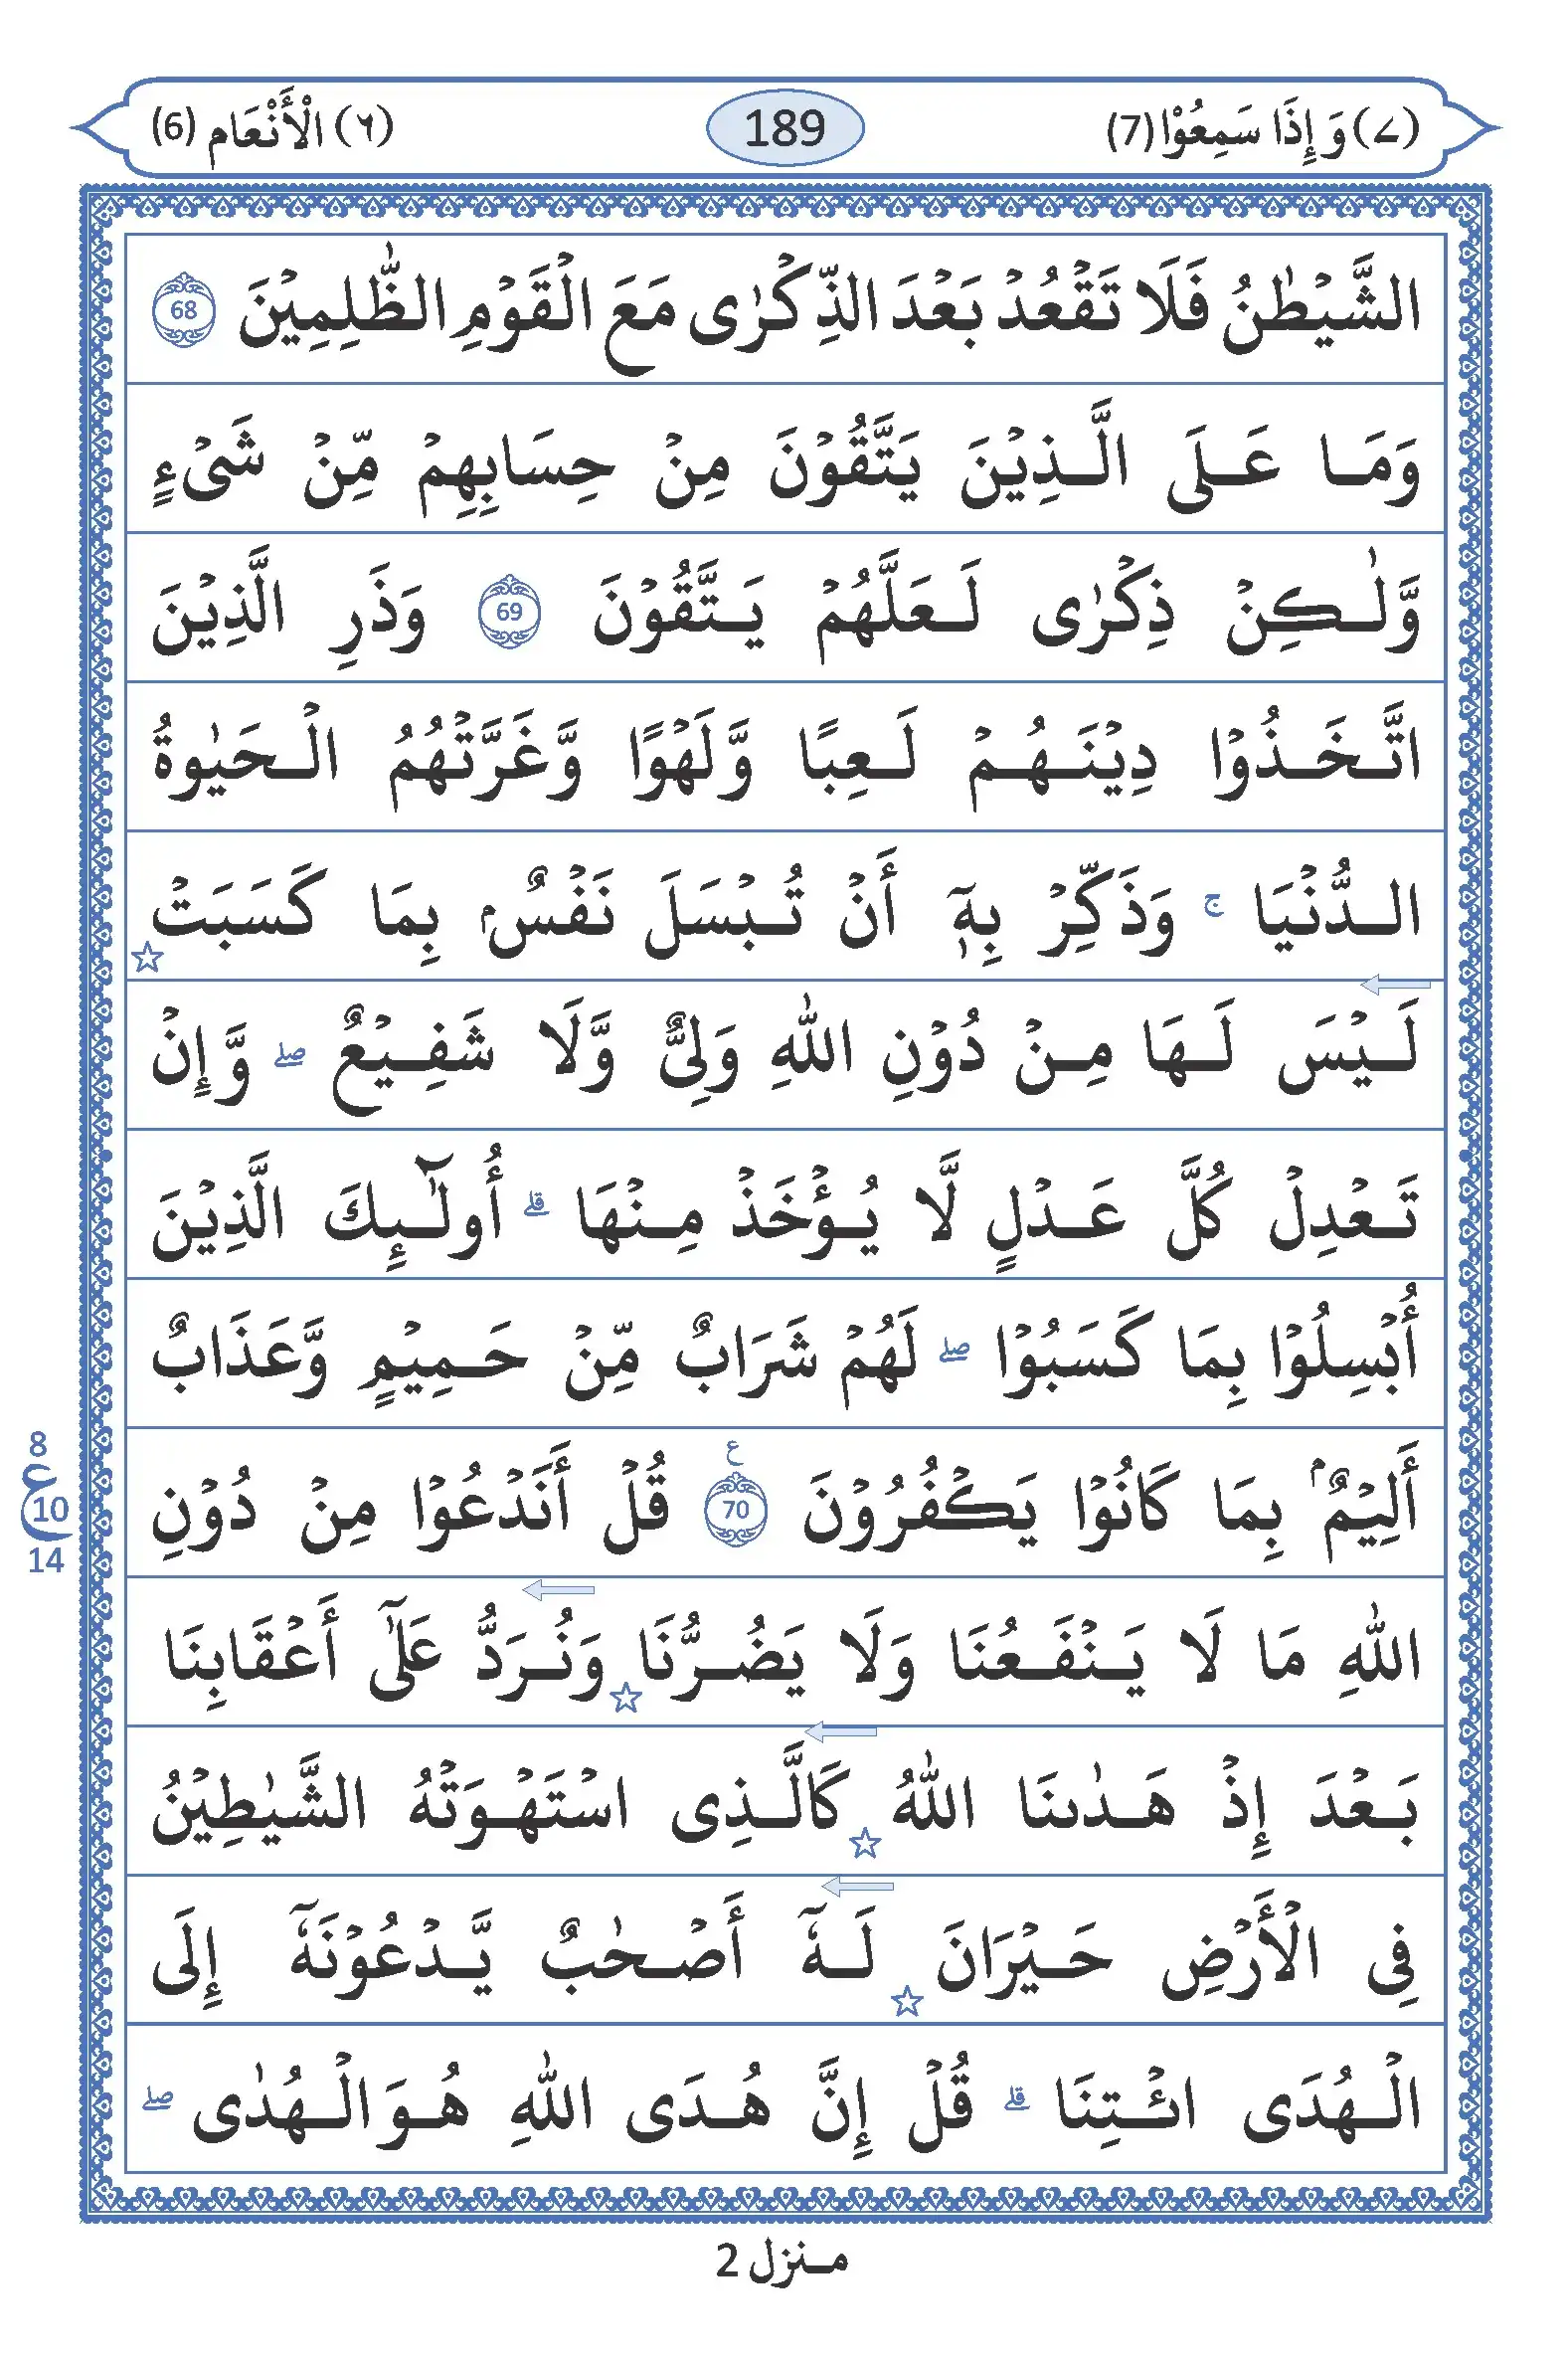 (٧) وَ إِذَا سَمِعُوْا (7) 189 (٦) الْأَنْعَام (6)
الشَّيْطٰنُ فَلَا تَقْعُدْ بَعْدَ الذِّكْرٰى مَعَ الْقَوْمِ الظّٰلِمِيْنَ 68
وَمَا عَلَى الَّذِيْنَ يَتَّقُوْنَ مِنْ حِسَابِهِمْ مِّنْ شَىْءٍ
وَّلٰكِنْ ذِكْرٰى لَعَلَّهُمْ يَتَّقُوْنَ 69 وَذَرِ الَّذِيْنَ
اتَّخَذُوْا دِيْنَهُمْ لَعِبًا وَّلَهْوًا وَّغَرَّتْهُمُ الْحَيٰوةُ
الدُّنْيَا ج وَذَكِّرْ بِهٖٓ أَنْ تُبْسَلَ نَفْسٌۢ بِمَا كَسَبَتْ ☆
لَيْسَ لَهَا مِنْ دُوْنِ اللّٰهِ وَلِىٌّ وَّلَا شَفِيْعٌ صلے وَّإِنْ
تَعْدِلْ كُلَّ عَدْلٍ لَّا يُؤْخَذْ مِنْهَا قلے أُولٰٓئِكَ الَّذِيْنَ
أُبْسِلُوْا بِمَا كَسَبُوْا صلے لَهُمْ شَرَابٌ مِّنْ حَمِيْمٍ وَّعَذَابٌ
أَلِيْمٌۢ بِمَا كَانُوْا يَكْفُرُوْنَ 70 ع قُلْ أَنَدْعُوْا مِنْ دُوْنِ
8
ع 10
14
اللّٰهِ مَا لَا يَنْفَعُنَا وَلَا يَضُرُّنَا ☆ وَنُرَدُّ عَلٰٓى أَعْقَابِنَا
بَعْدَ إِذْ هَدٰىنَا اللّٰهُ ☆ كَالَّذِى اسْتَهْوَتْهُ الشَّيٰطِيْنُ
فِى الْأَرْضِ حَيْرَانَ ☆ لَهٗٓ أَصْحٰبٌ يَّدْعُوْنَهٗٓ إِلَى
الْهُدَى ائْتِنَا قلے قُلْ إِنَّ هُدَى اللّٰهِ هُوَ الْهُدٰى صلے
منزل 2